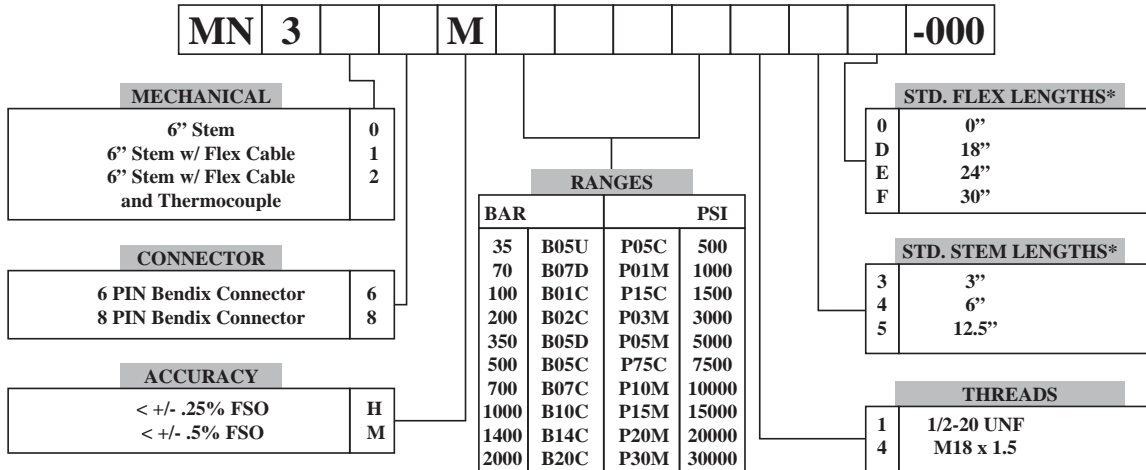 MN 3 M -000
MECHANICAL
6” Stem 0
6” Stem w/ Flex Cable 1
6” Stem w/ Flex Cable 2
and Thermocouple
CONNECTOR
6 PIN Bendix Connector 6
8 PIN Bendix Connector 8
ACCURACY
< +/- .25% FSO H
< +/- .5% FSO M
RANGES
BAR PSI
35 B05U P05C 500
70 B07D P01M 1000
100 B01C P15C 1500
200 B02C P03M 3000
350 B05D P05M 5000
500 B05C P75C 7500
700 B07C P10M 10000
1000 B10C P15M 15000
1400 B14C P20M 20000
2000 B20C P30M 30000
STD. FLEX LENGTHS*
0 0”
D 18”
E 24”
F 30”
STD. STEM LENGTHS*
3 3”
4 6”
5 12.5”
THREADS
1 1/2-20 UNF
4 M18 x 1.5